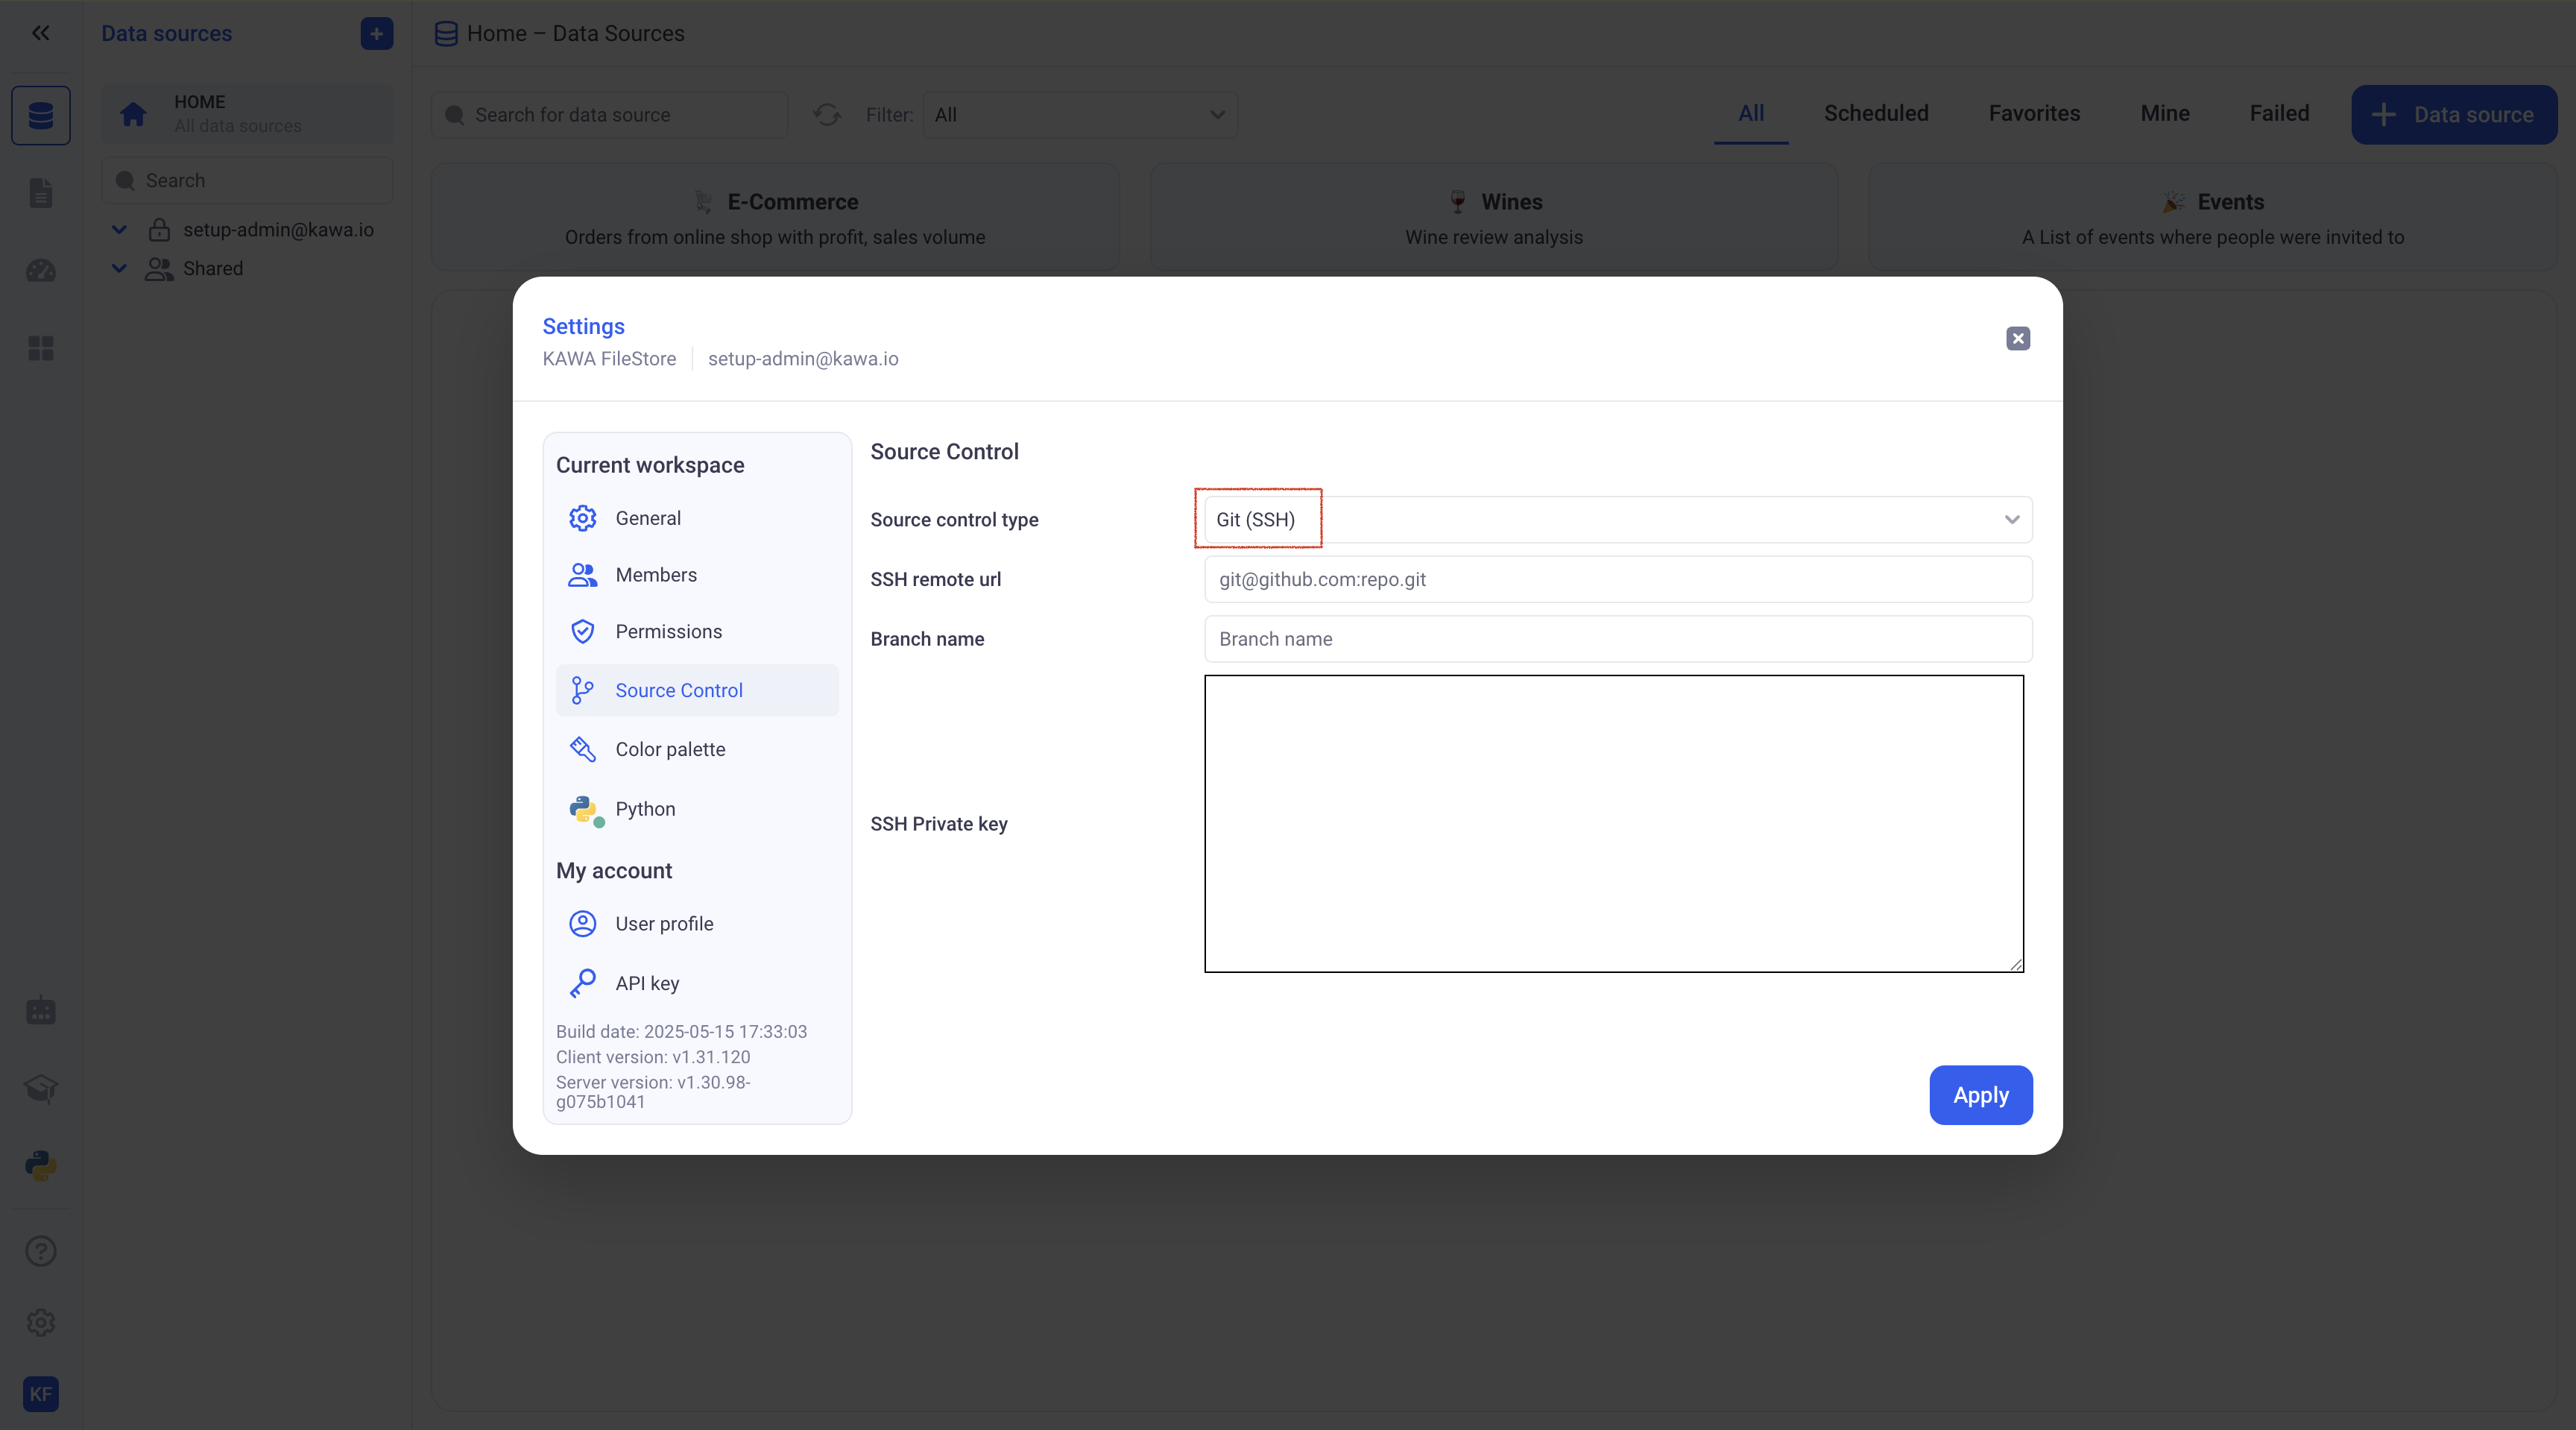 Data sources
Home – Data Sources
HOME
All data sources
Search
setup-admin@kawa.io
Shared
Search for data source
Filter:
All
All
Scheduled
Favorites
Mine
Failed
Data source
E-Commerce
Orders from online shop with profit, sales volume
Wines
Wine review analysis
Events
A List of events where people were invited to
Settings
KAWA FileStore
setup-admin@kawa.io
Current workspace
General
Members
Permissions
Source Control
Color palette
Python
My account
User profile
API key
Build date: 2025-05-15 17:33:03
Client version: v1.31.120
Server version: v1.30.98-
g075b1041
Source Control
Source control type
Git (SSH)
SSH remote url
git@github.com:repo.git
Branch name
Branch name
SSH Private key
Apply
KF